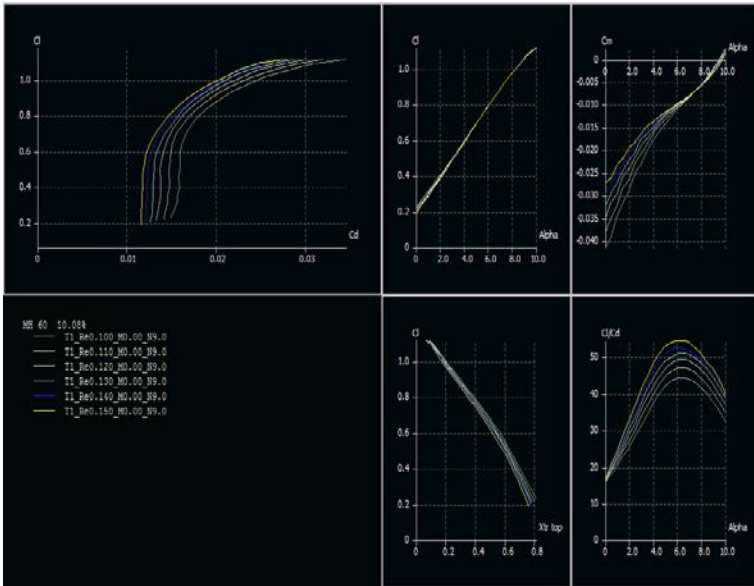 Cl
1.0
0.8
0.6
0.4
0.2
0
0.01
0.02
0.03
Cd
Cl
1.0
0.8
0.6
0.4
0.2
0
0 2.0 4.0 6.0 8.0 10.0
Alpha
Cm
Alpha
0
0 2.0 4.0 6.0 8.0 10.0
-0.005
-0.010
-0.015
-0.020
-0.025
-0.030
-0.035
-0.040
MH 60 10.08%
T1_Re0.100_M0.00_N9.0
T1_Re0.110_M0.00_N9.0
T1_Re0.120_M0.00_N9.0
T1_Re0.130_M0.00_N9.0
T1_Re0.140_M0.00_N9.0
T1_Re0.150_M0.00_N9.0
Cl
1.0
0.8
0.6
0.4
0.2
0
Xtr top
0 0.2 0.4 0.6 0.8
Cl/Cd
50
40
30
20
10
0
Alpha
0.0 2.0 4.0 6.0 8.0 10.0